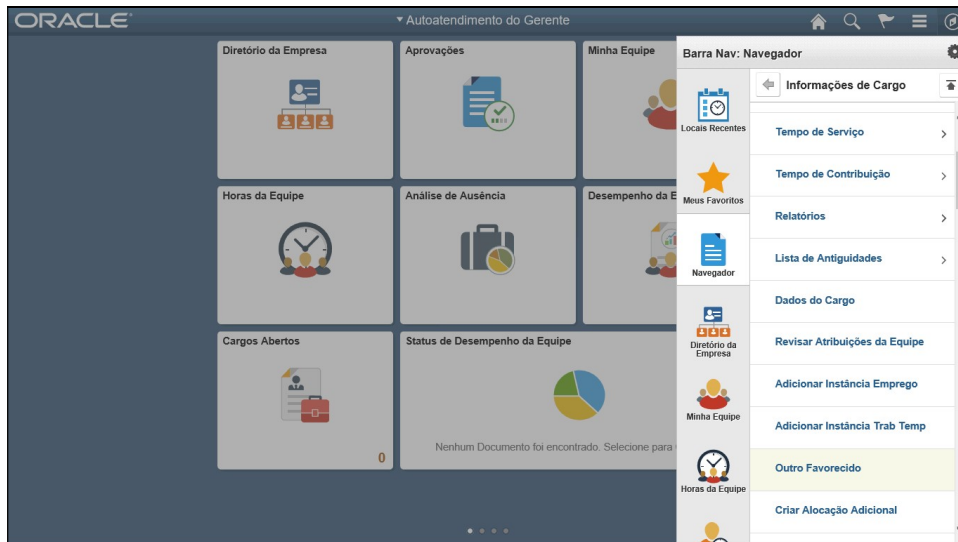 ORACLE
Autoatendimento do Gerente
Diretório da Empresa
Aprovações
Minha Equipe
Horas da Equipe
Análise de Ausência
Desempenho da E
Cargos Abertos
0
Status de Desempenho da Equipe
Nenhum Documento foi encontrado. Selecione para
Barra Nav: Navegador
Locais Recentes
Meus Favoritos
Navegador
Diretório da
Empresa
Minha Equipe
Horas da Equipe
Informações de Cargo
Tempo de Serviço
Tempo de Contribuição
Relatórios
Lista de Antiguidades
Dados do Cargo
Revisar Atribuições da Equipe
Adicionar Instância Emprego
Adicionar Instância Trab Temp
Outro Favorecido
Criar Alocação Adicional